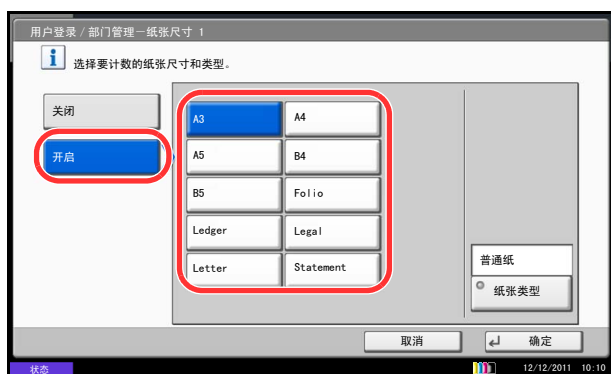 用户登录/部门管理－纸张尺寸 1
选择要计数的纸张尺寸和类型。
关闭
开启
A3
A4
A5
B4
B5
Folio
Ledger
Legal
Letter
Statement
普通纸
纸张类型
取消
确定
状态
12/12/2011 10:10